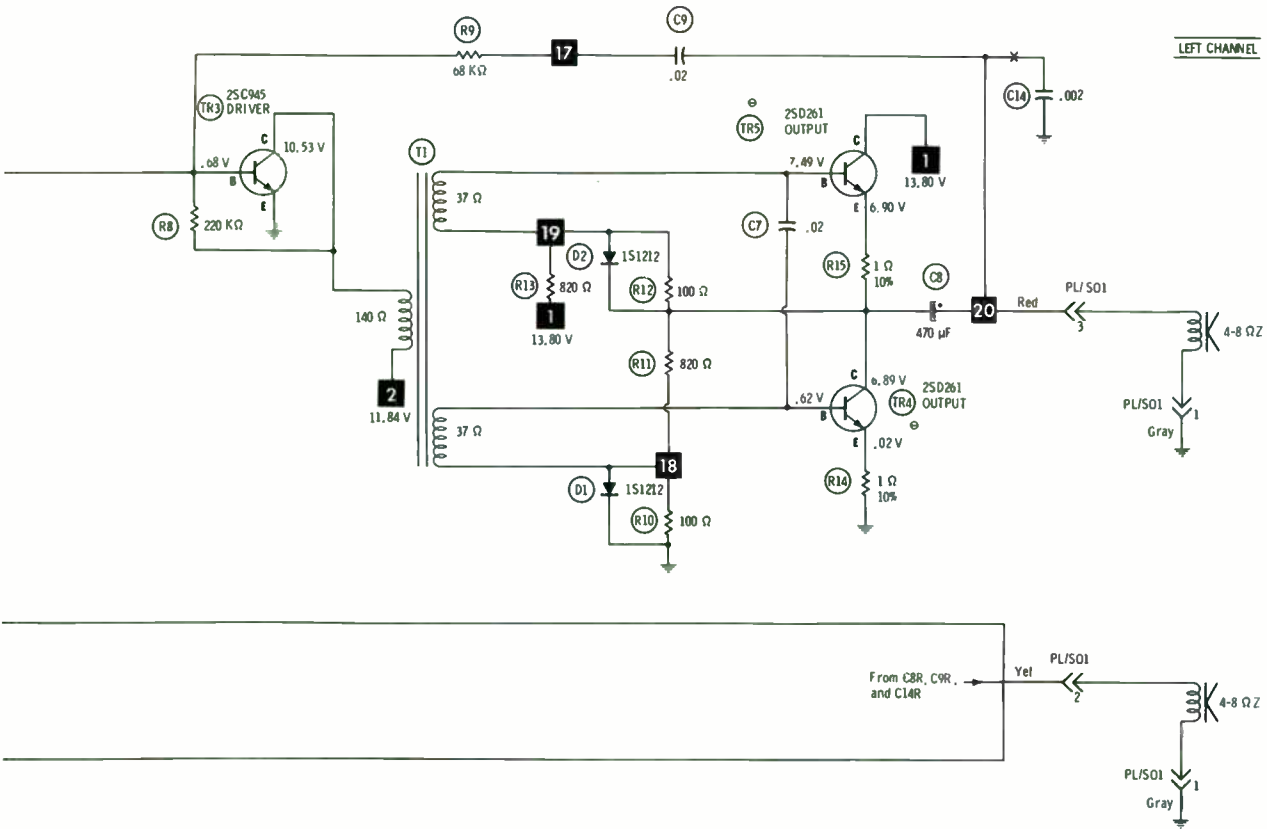 C9
R9
17
68 KΩ
.02
LEFT CHANNEL
2SC945
TR3 DRIVER
C14
.002
⊖
TR5
2SD261
OUTPUT
C
10.53 V
.68 V
B
E
T1
C
1
13.80 V
7.49 V
B
E
6.90 V
R8
220 KΩ
37 Ω
C7
.02
19
D2
1S1212
R13
820 Ω
R12
100 Ω
R15
1 Ω
10%
C8
470 µF
20
Red
PL/SO1
3
4-8 Ω Z
140 Ω
1
13.80 V
R11
820 Ω
2
11.84 V
C
6.89 V
2SD261
OUTPUT
TR4
⊖
.62 V
B
E
.02 V
PL/SO1
1
Gray
37 Ω
18
D1
1S1212
R10
100 Ω
R14
1 Ω
10%
From C8R, C9R,
and C14R
Yel
PL/SO1
2
4-8 Ω Z
PL/SO1
1
Gray